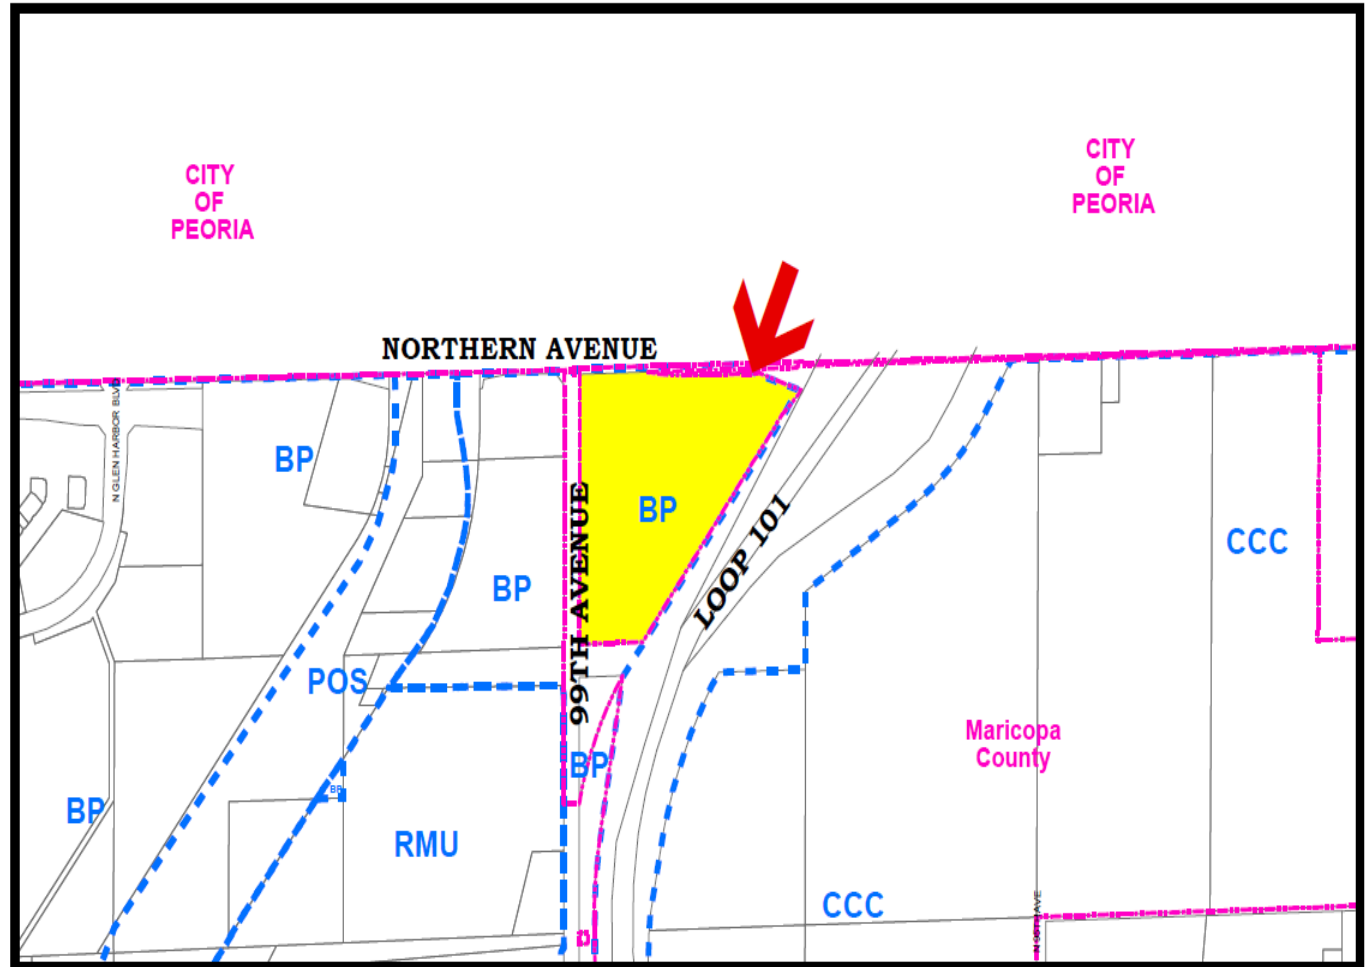 CITY
OF
PEORIA
CITY
OF
PEORIA
NORTHERN AVENUE
N GLEN HARBOR BLVD
BP
BP
99TH AVENUE
BP
LOOP 101
CCC
POS
BP
BP
BP
RMU
Maricopa
County
CCC